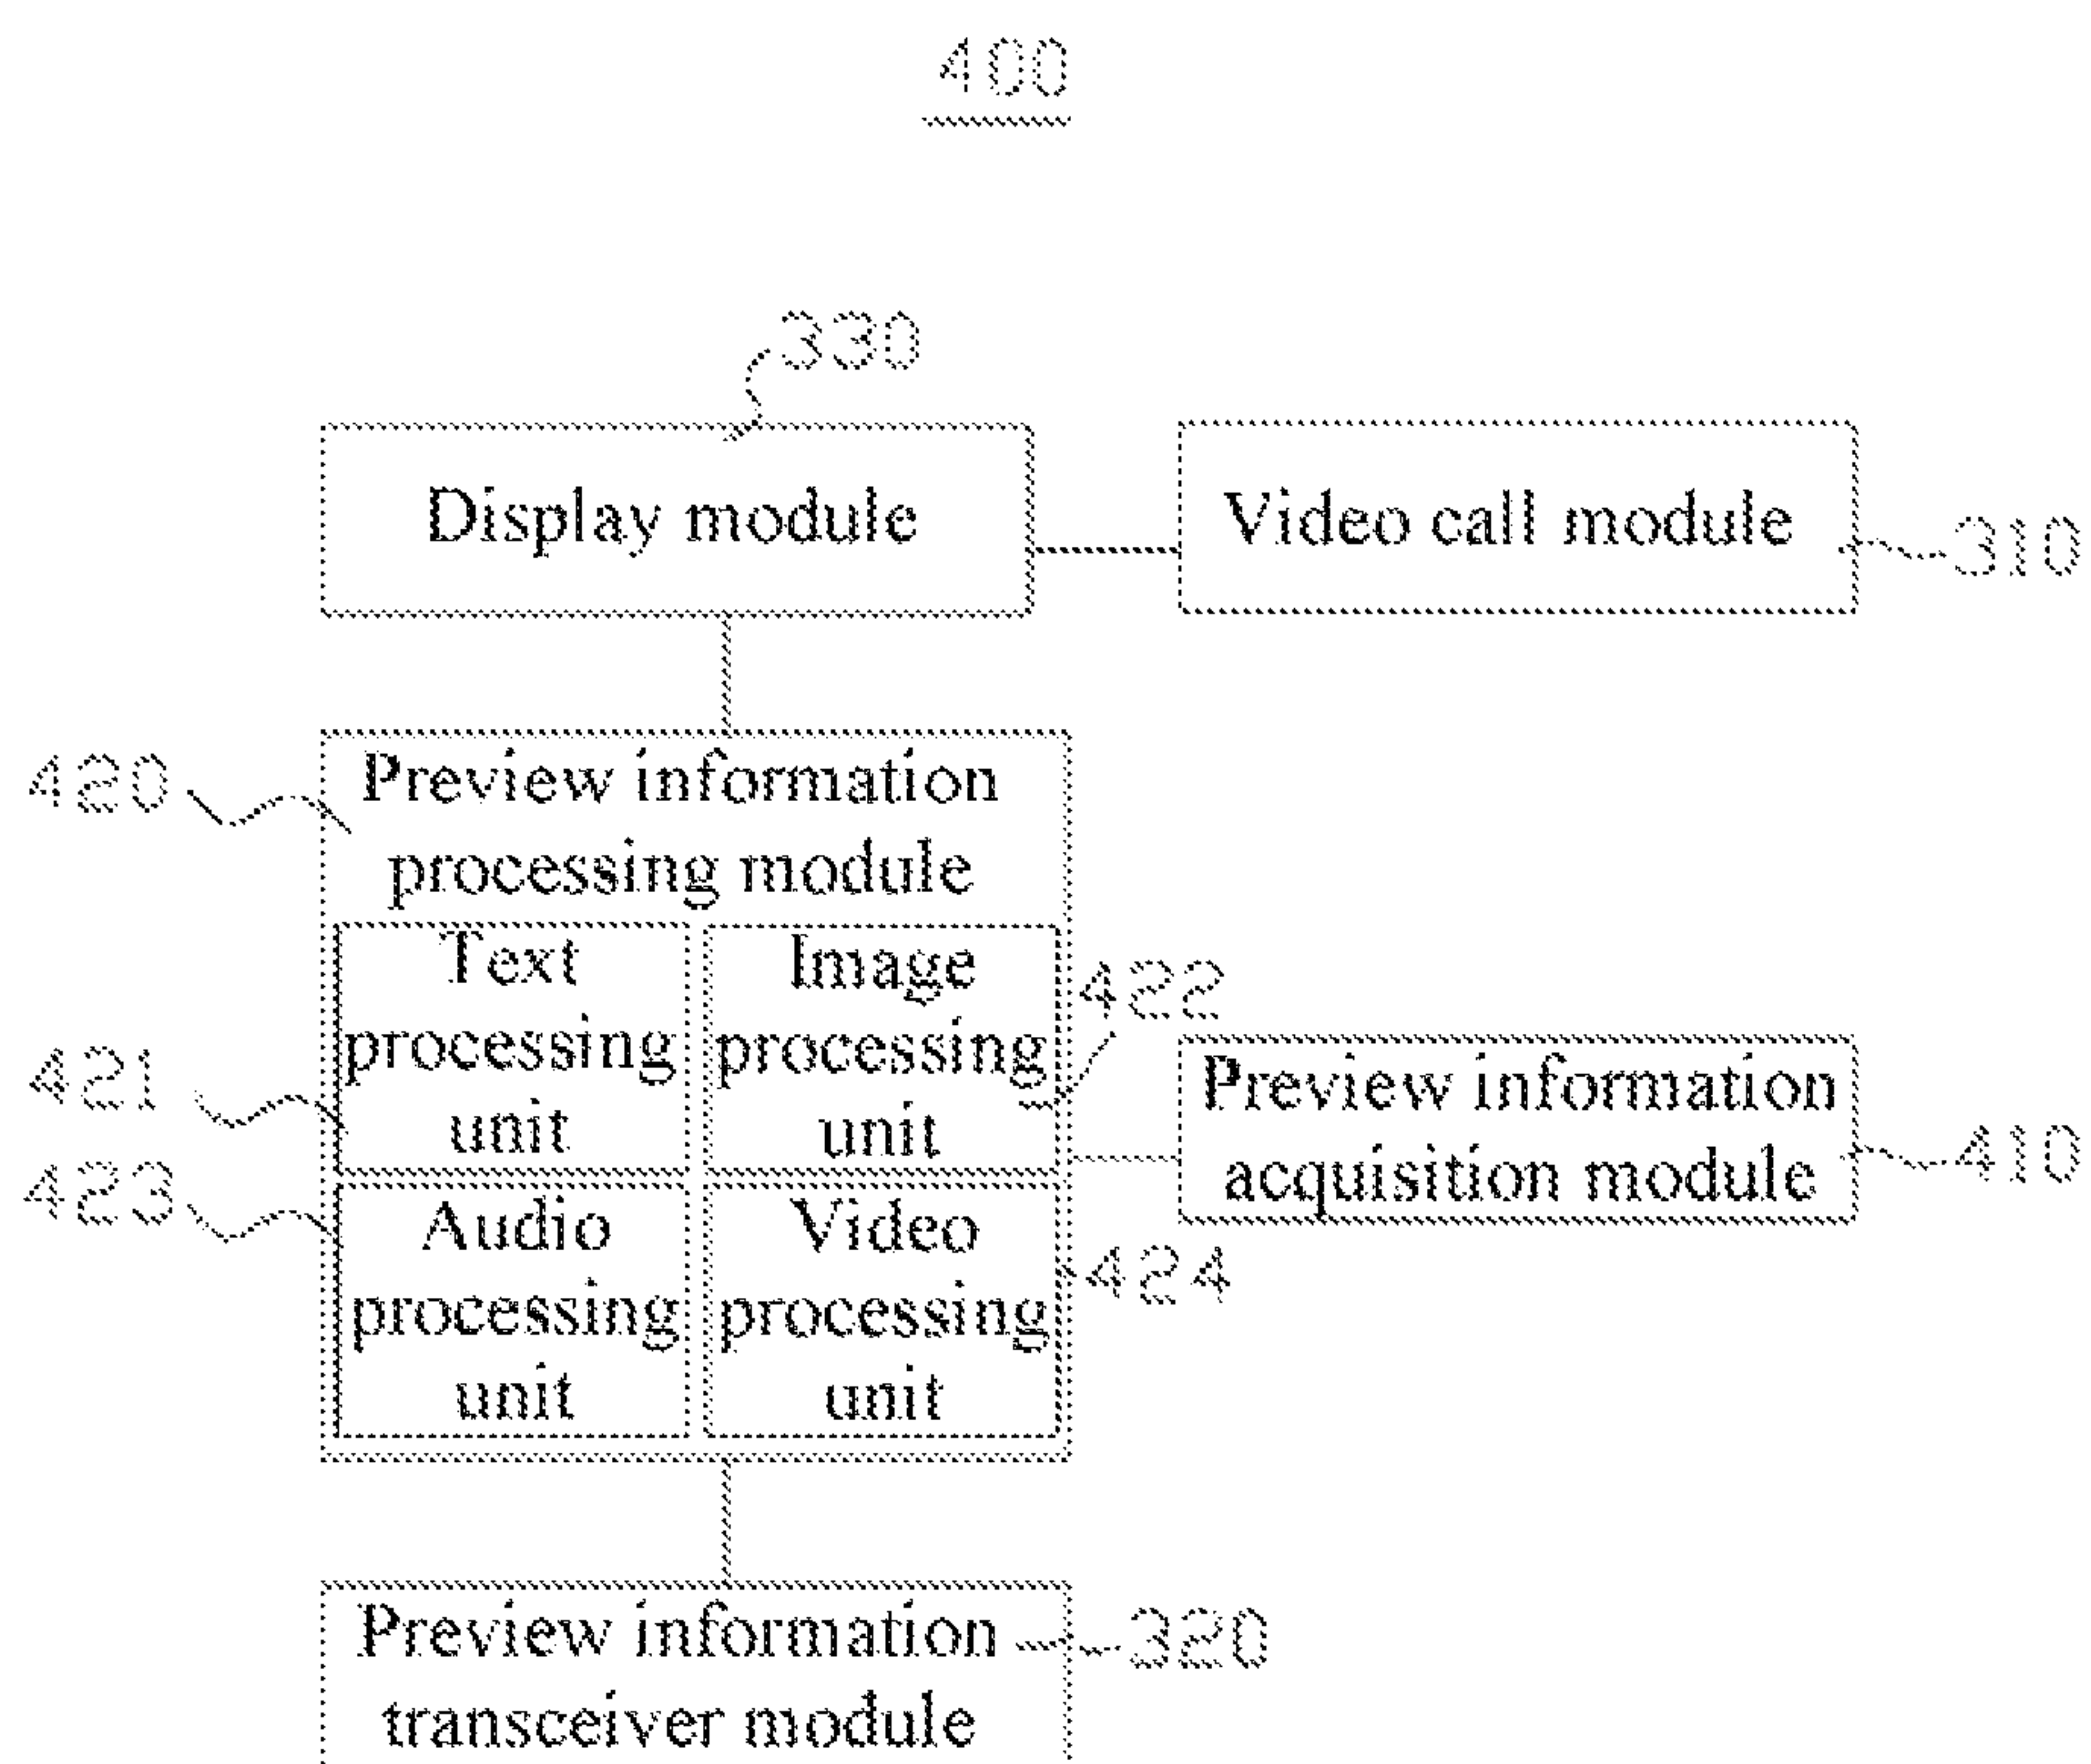 400
330
Display module
Video call module
310
420
Preview information
processing module
Text
processing
unit
Image
processing
unit
422
421
423
Preview information
acquisition module
410
Audio
processing
unit
Video
processing
unit
424
Preview information
transceiver module
320